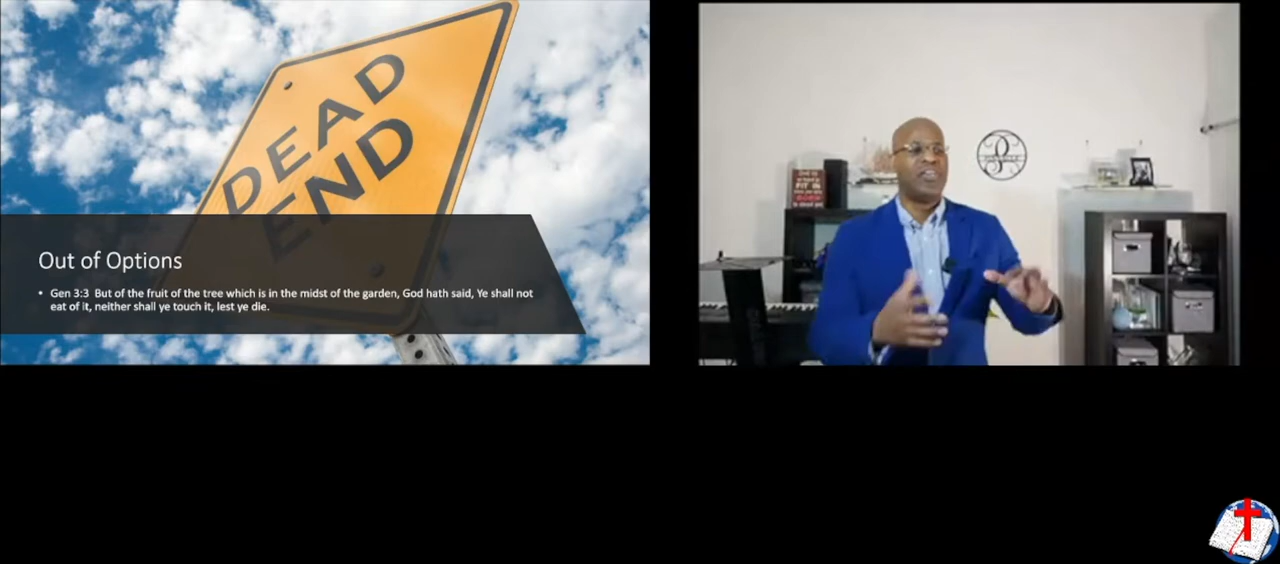 DEAD
END
Out of Options
• Gen 3:3 But of the fruit of the tree which is in the midst of the garden, God hath said, Ye shall not
eat of it, neither shall ye touch it, lest ye die.
FIT IN